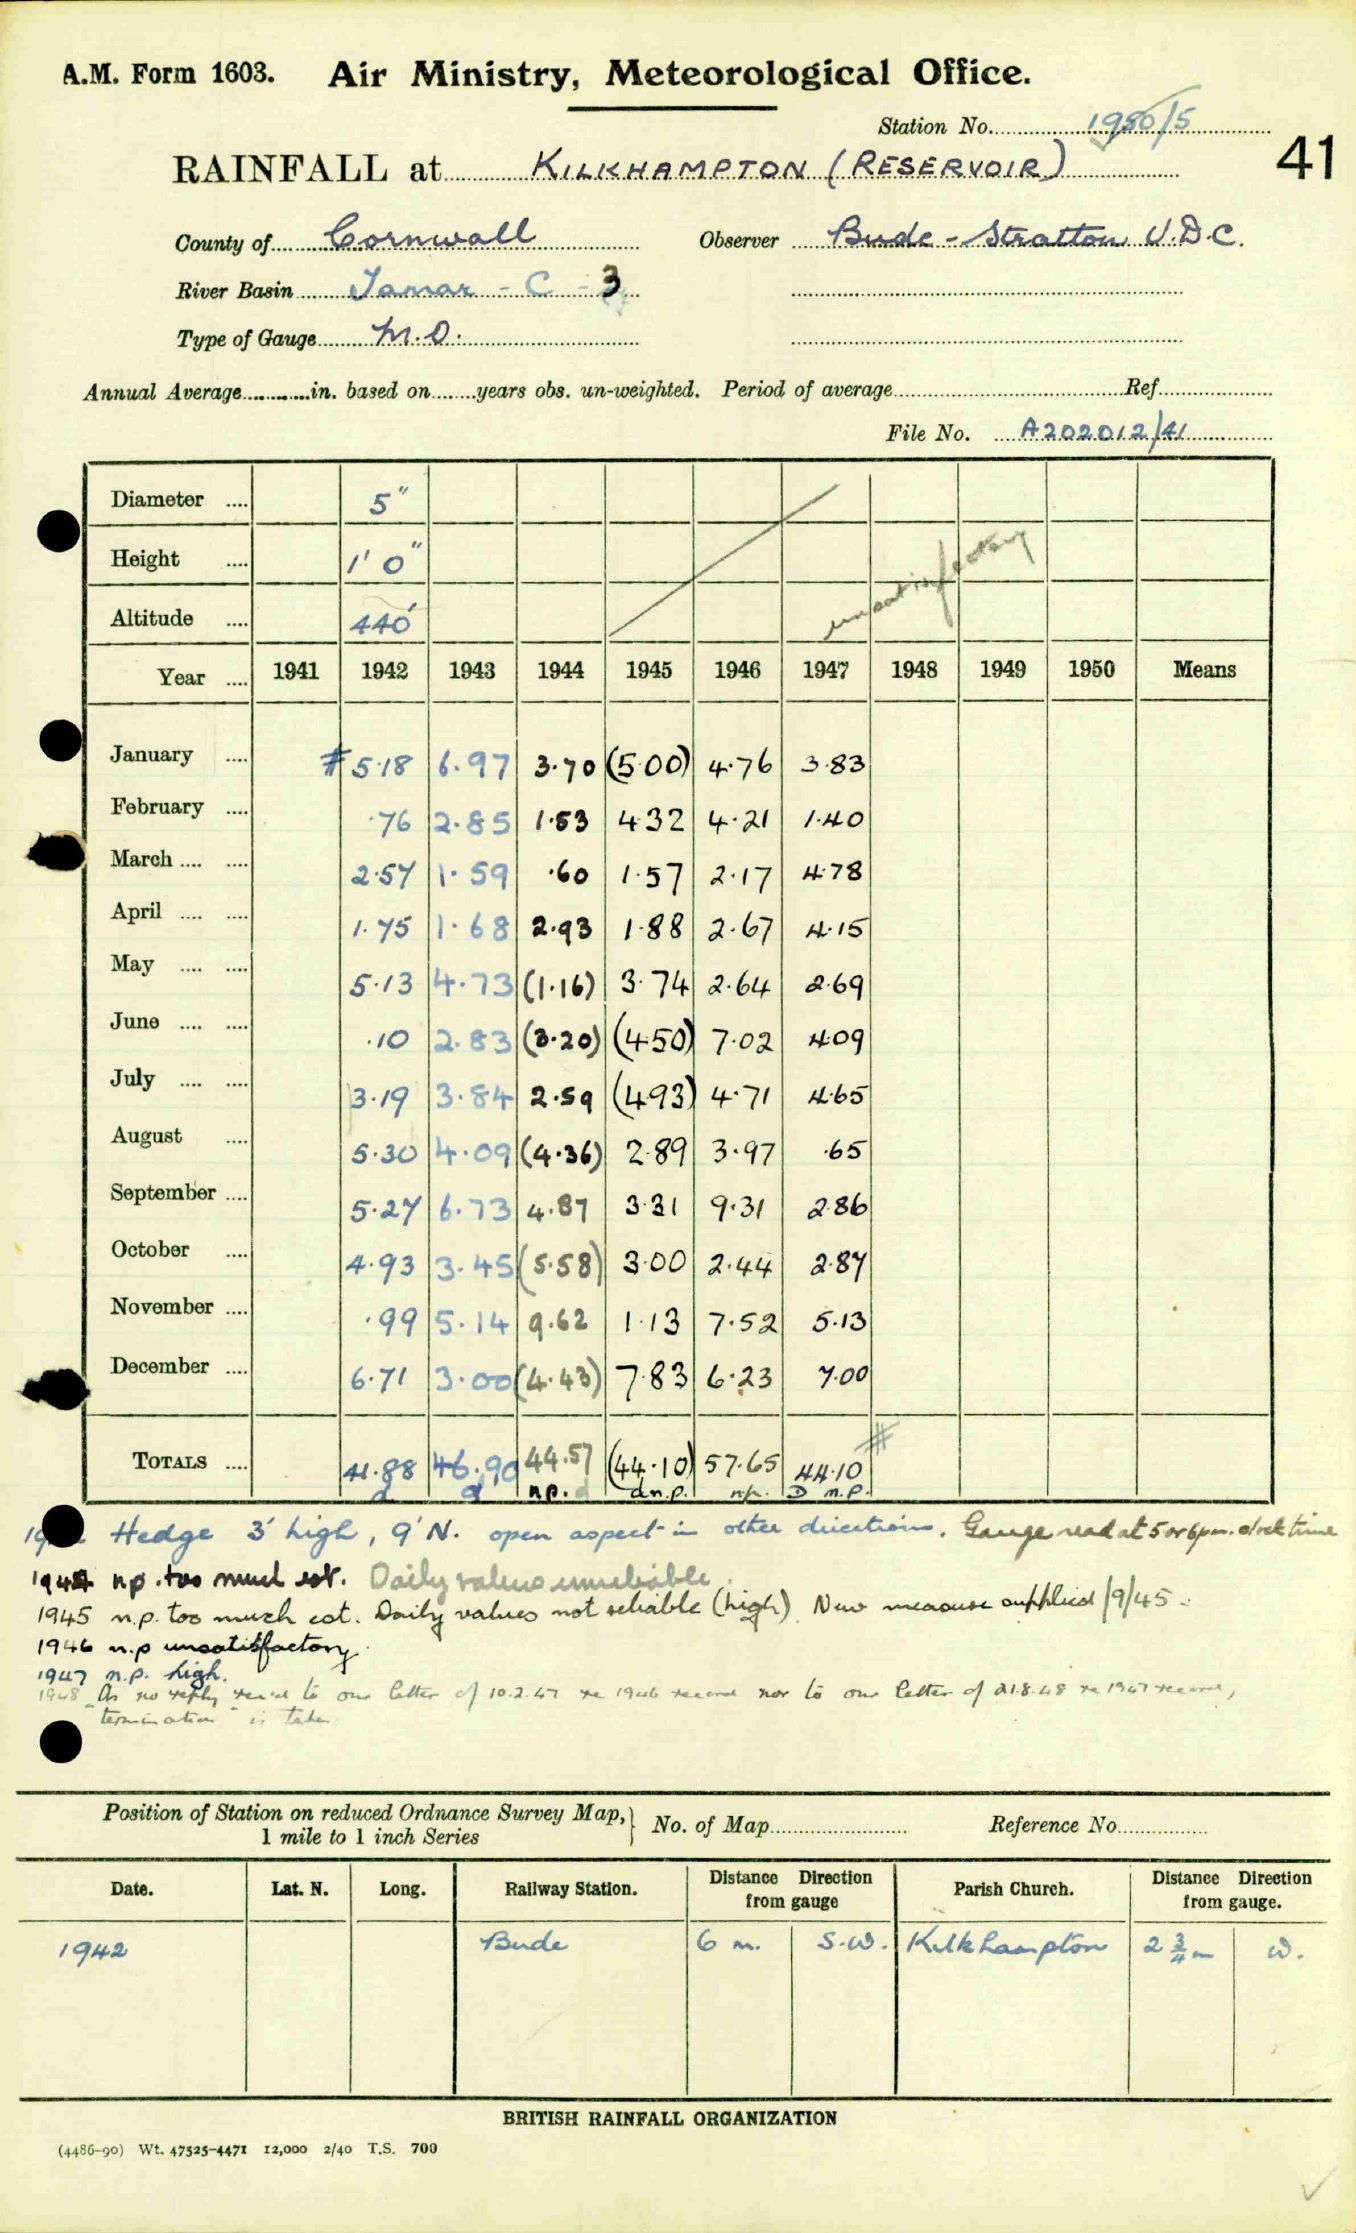 A.M. Form 1603. Air Ministry, Meteorological Office.
Station No. 1980/5
41
RAINFALL at KILKHAMPTON (RESERVOIR)
County of Cornwall Observer Bude-Stratton U.D.C.
River Basin Tamar - C - 3
Type of Gauge M.O.
Annual Average in. based on years obs. un-weighted. Period of average Ref
File No. A202012/41
Diameter 5"
Height 1' 0"
Altitude 440'
unsatisfactory
Year 1941 1942 1943 1944 1945 1946 1947 1948 1949 1950 Means
January # 5.18 6.97 3.70 (5.00) 4.76 3.83
February .76 2.85 1.53 4.32 4.21 1.40
March 2.57 1.59 .60 1.57 2.17 4.78
April 1.75 1.68 2.93 1.88 2.67 4.15
May 5.13 4.73 (1.16) 3.74 2.64 2.69
June .10 2.83 (3.20) (4.50) 7.02 4.09
July 3.19 3.84 2.59 (4.93) 4.71 4.65
August 5.30 4.09 (4.36) 2.89 3.97 .65
September 5.27 6.73 4.87 3.31 9.31 2.86
October 4.93 3.45 (5.58) 3.00 2.44 2.87
November .99 5.14 9.62 1.13 7.52 5.13
December 6.71 3.00 (4.43) 7.83 6.23 7.00
TOTALS 41.88 46.90 44.57 (44.10) 57.65 44.10 #
d d n.p. d d n.p. n.p. D n.p.
Hedge 3' high, 9' N. open aspect in other directions. Gauge read at 5 or 6 pm. clock time
1944 n.p. too much est. Daily values unreliable.
1945 n.p. too much est. Daily values not reliable (high). New measure supplied /9/45.
1946 n.p unsatisfactory.
1947 n.p. high.
1948 As no reply rec'd to our letter of 10.2.47 re 1946 record nor to our letter of 21.8.48 re 1947 record,
"termination" is taken
Position of Station on reduced Ordnance Survey Map, 1 mile to 1 inch Series } No. of Map Reference No
Date. Lat. N. Long. Railway Station. Distance Direction from gauge Parish Church. Distance Direction from gauge.
1942 Bude 6 m. S.W. Kilkhampton 2 3/4 m W.
BRITISH RAINFALL ORGANIZATION
(4486-90) Wt. 47525-4471 12,000 2/40 T.S. 700